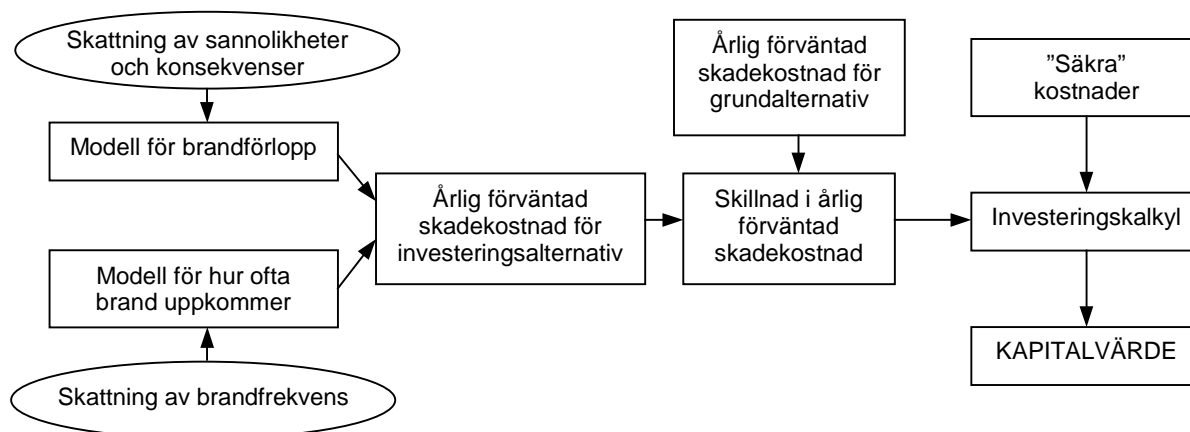 Skattning av sannolikheter
och konsekvenser
Modell för brandförlopp
Modell för hur ofta
brand uppkommer
Skattning av brandfrekvens
Årlig förväntad
skadekostnad för
investeringsalternativ
Årlig förväntad
skadekostnad för
grundalternativ
Skillnad i årlig
förväntad
skadekostnad
”Säkra”
kostnader
Investeringskalkyl
KAPITALVÄRDE